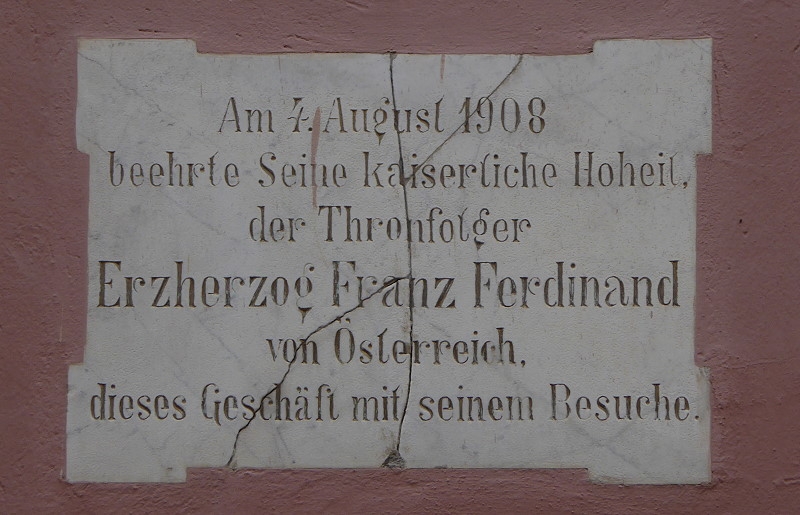 Am 4. August 1908
beehrte Seine kaiserliche Hoheit,
der Thronfolger
Erzherzog Franz Ferdinand
von Österreich,
dieses Geschäft mit seinem Besuche.